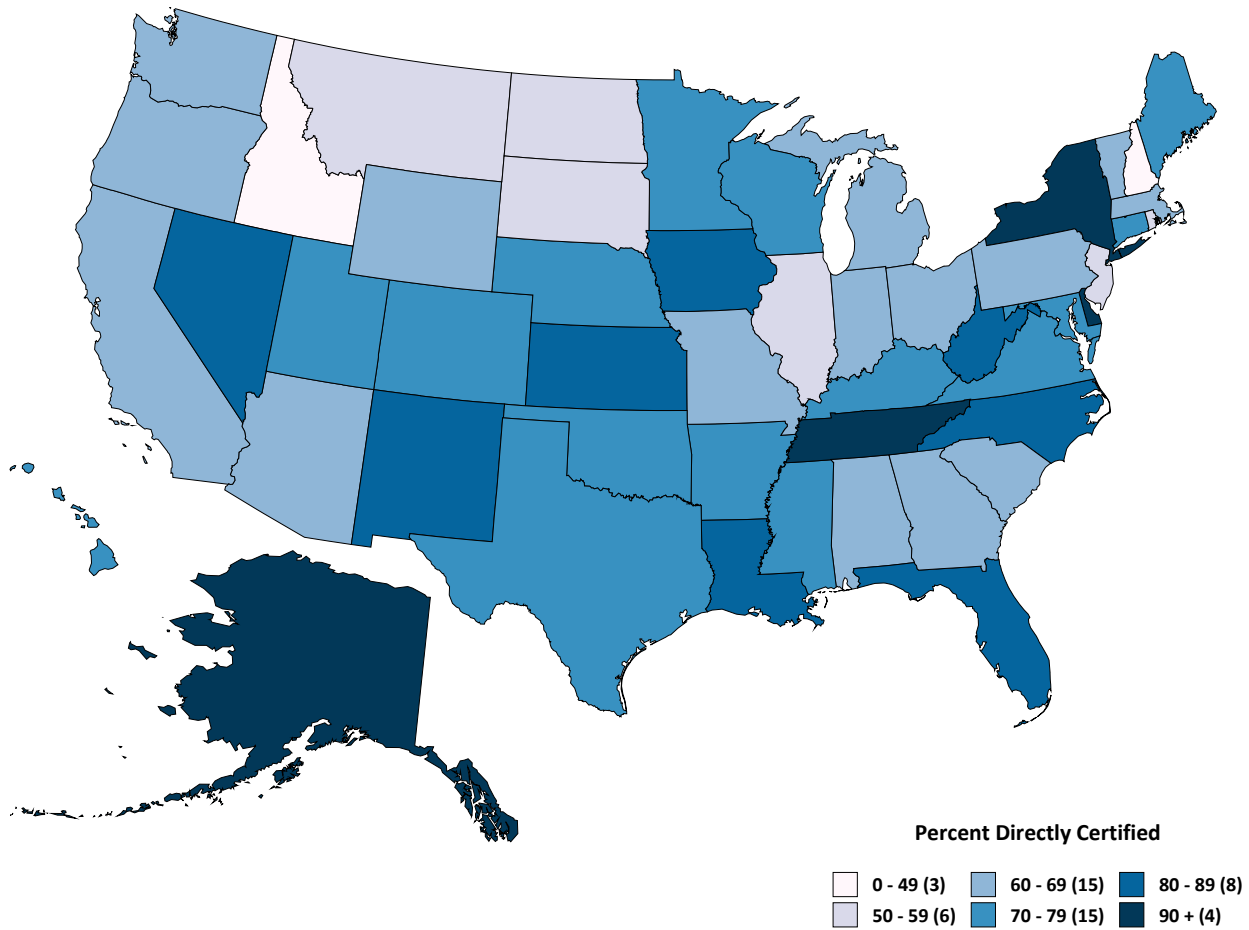 Percent Directly Certified
0 - 49 (3) 60 - 69 (15) 80 - 89 (8)
50 - 59 (6) 70 - 79 (15) 90 + (4)